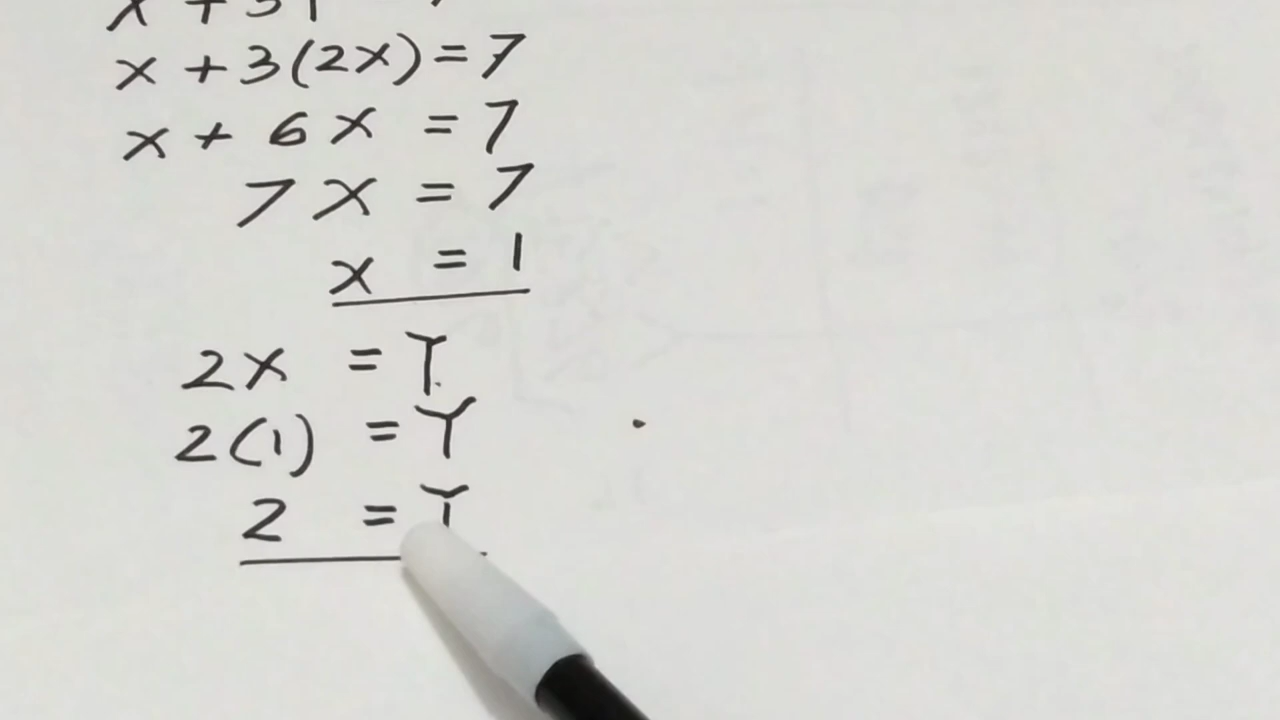 x + 3(2x) = 7
x + 6x = 7
7x = 7
x = 1
2x = Y
2(1) = Y
2 = Y